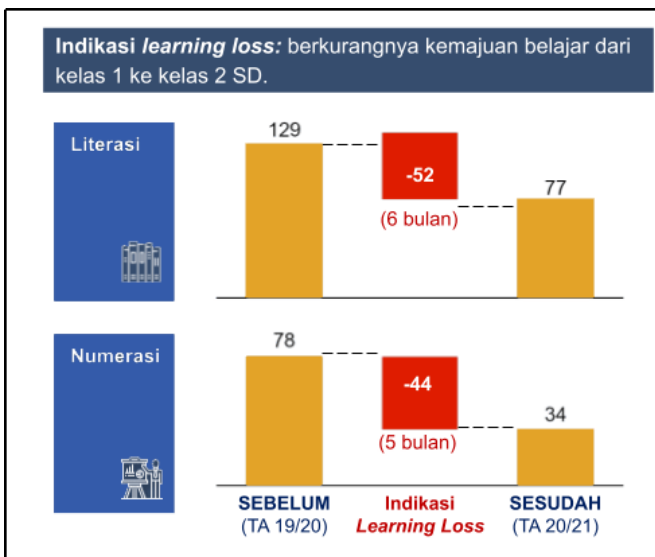 Indikasi learning loss: berkurangnya kemajuan belajar dari
kelas 1 ke kelas 2 SD.
Literasi
129
-52
(6 bulan)
77
Numerasi
78
-44
(5 bulan)
34
SEBELUM
(TA 19/20)
Indikasi
Learning Loss
SESUDAH
(TA 20/21)